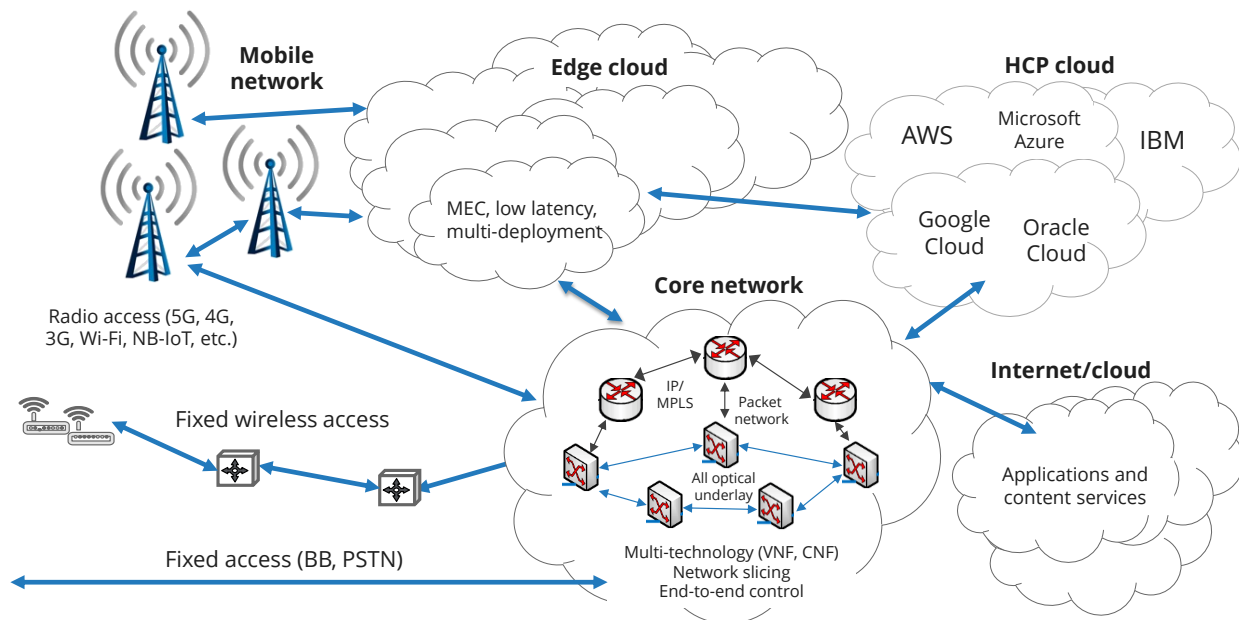 Mobile
network
Edge cloud
HCP cloud
AWS
Microsoft
Azure
IBM
Google
Cloud
Oracle
Cloud
MEC, low latency,
multi-deployment
Core network
Radio access (5G, 4G,
3G, Wi-Fi, NB-IoT, etc.)
IP/
MPLS
Packet
network
Internet/cloud
Fixed wireless access
All optical
underlay
Applications and
content services
Fixed access (BB, PSTN)
Multi-technology (VNF, CNF)
Network slicing
End-to-end control